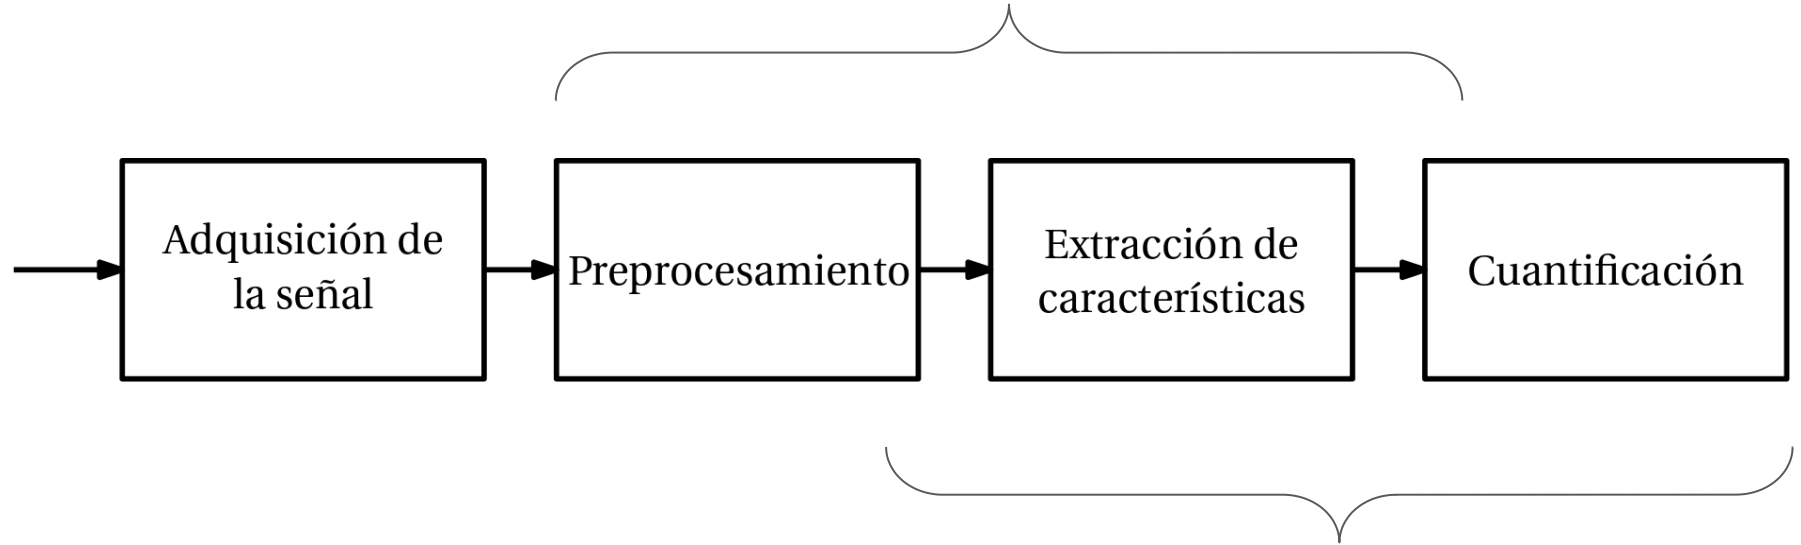 Adquisición de
la señal
Preprocesamiento
Extracción de
características
Cuantificación